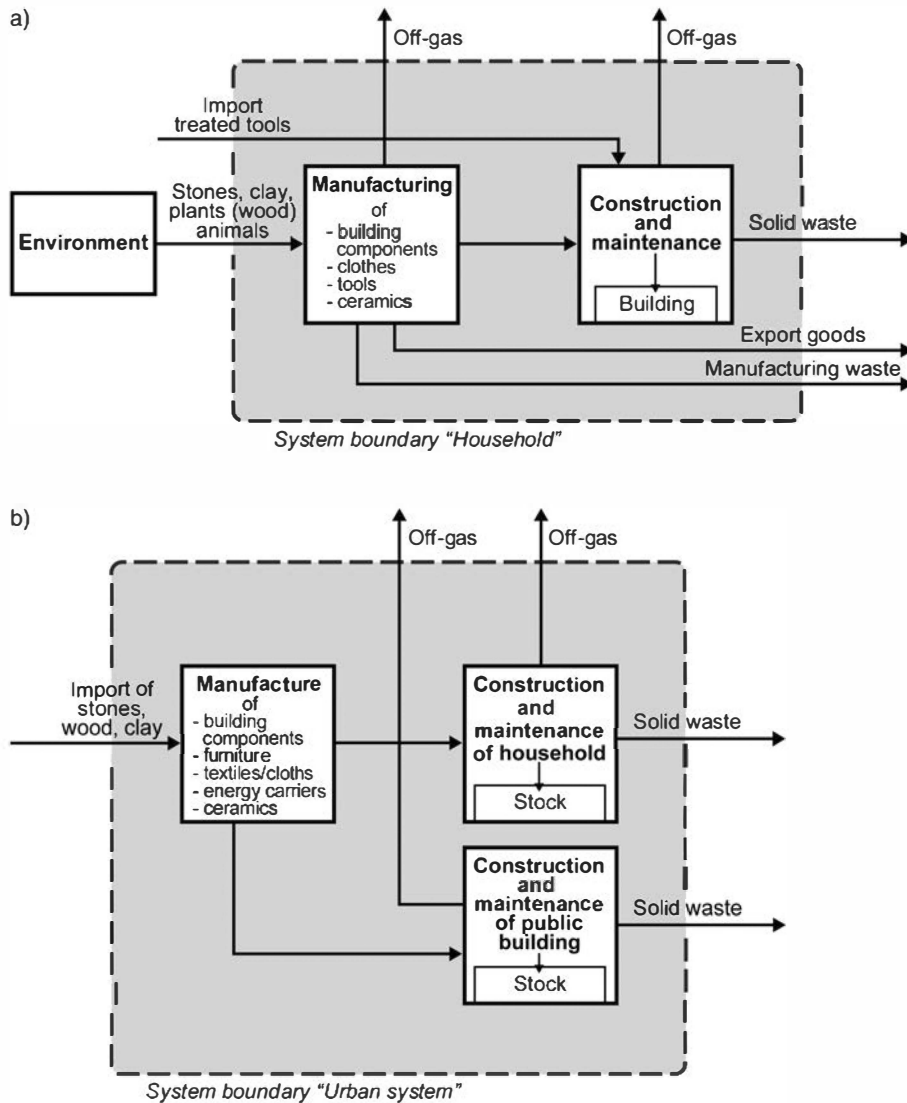 a)
Off-gas
Off-gas
Import
treated tools
Environment
Stones, clay,
plants (wood)
animals
Manufacturing
of
- building
components
- clothes
- tools
- ceramics
Construction
and
maintenance
Building
Solid waste
Export goods
Manufacturing waste
System boundary “Household”
b)
Off-gas
Off-gas
Import of
stones,
wood, clay
Manufacture
of
- building
components
- furniture
- textiles/cloths
- energy carriers
- ceramics
Construction
and
maintenance
of household
Stock
Solid waste
Construction
and
maintenance
of public
building
Stock
Solid waste
System boundary “Urban system”